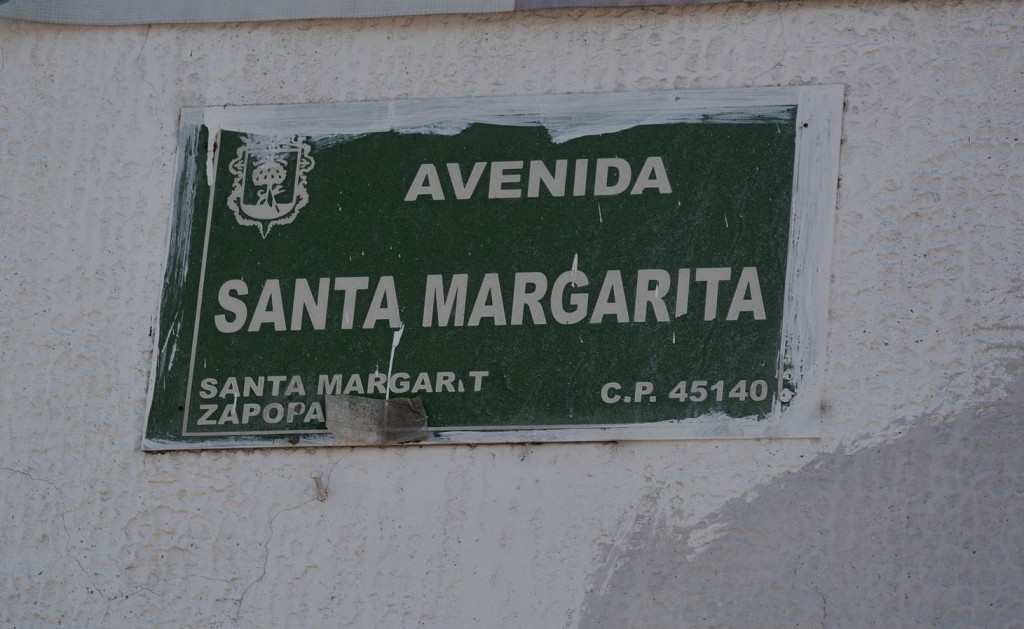 AVENIDA
SANTA MARGARITA
SANTA MARGARIT
ZAPOPA
C.P. 45140